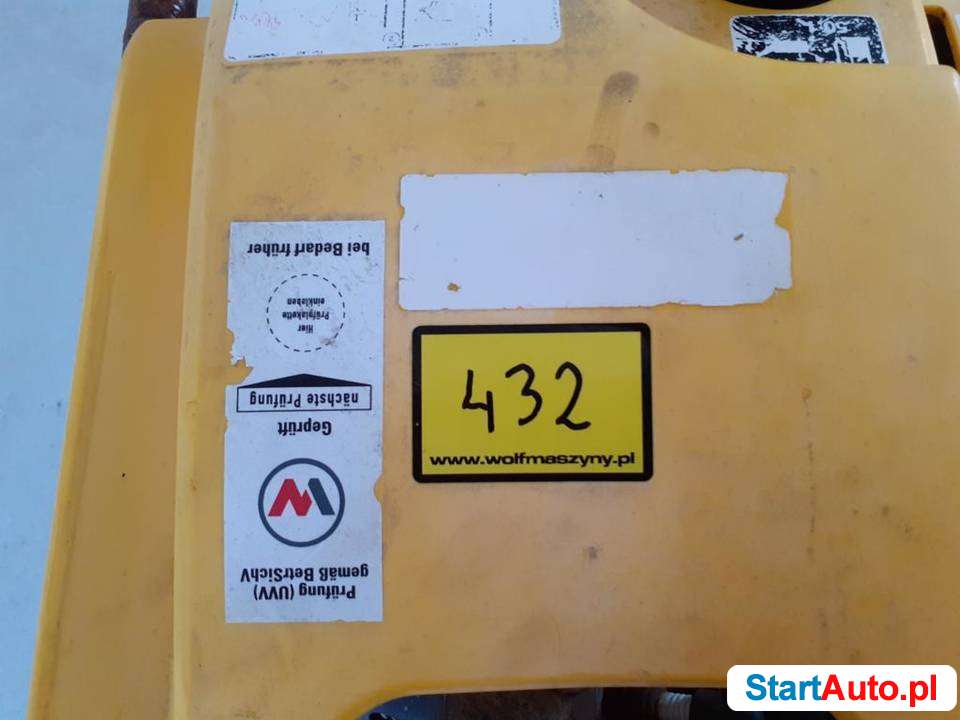 50 L
Prüfung (UVV)
gemäß BetrSichV
Geprüft
nächste Prüfung
Hier
Prüfplakette
einkleben
bei Bedarf früher
432
www.wolfmaszyny.pl
StartAuto.pl